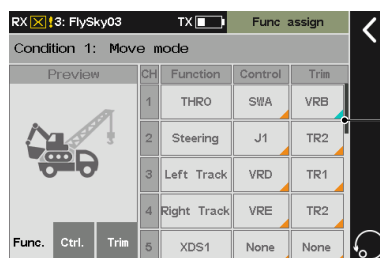 RX !3: FlySky03 TX Func assign
Condition 1: Move mode
Preview CH Function Control Trim
1 THRO SWA VRB
2 Steering J1 TR2
3 Left Track VRD TR1
4 Right Track VRE TR2
Func. Ctrl. Trim 5 XDS1 None None